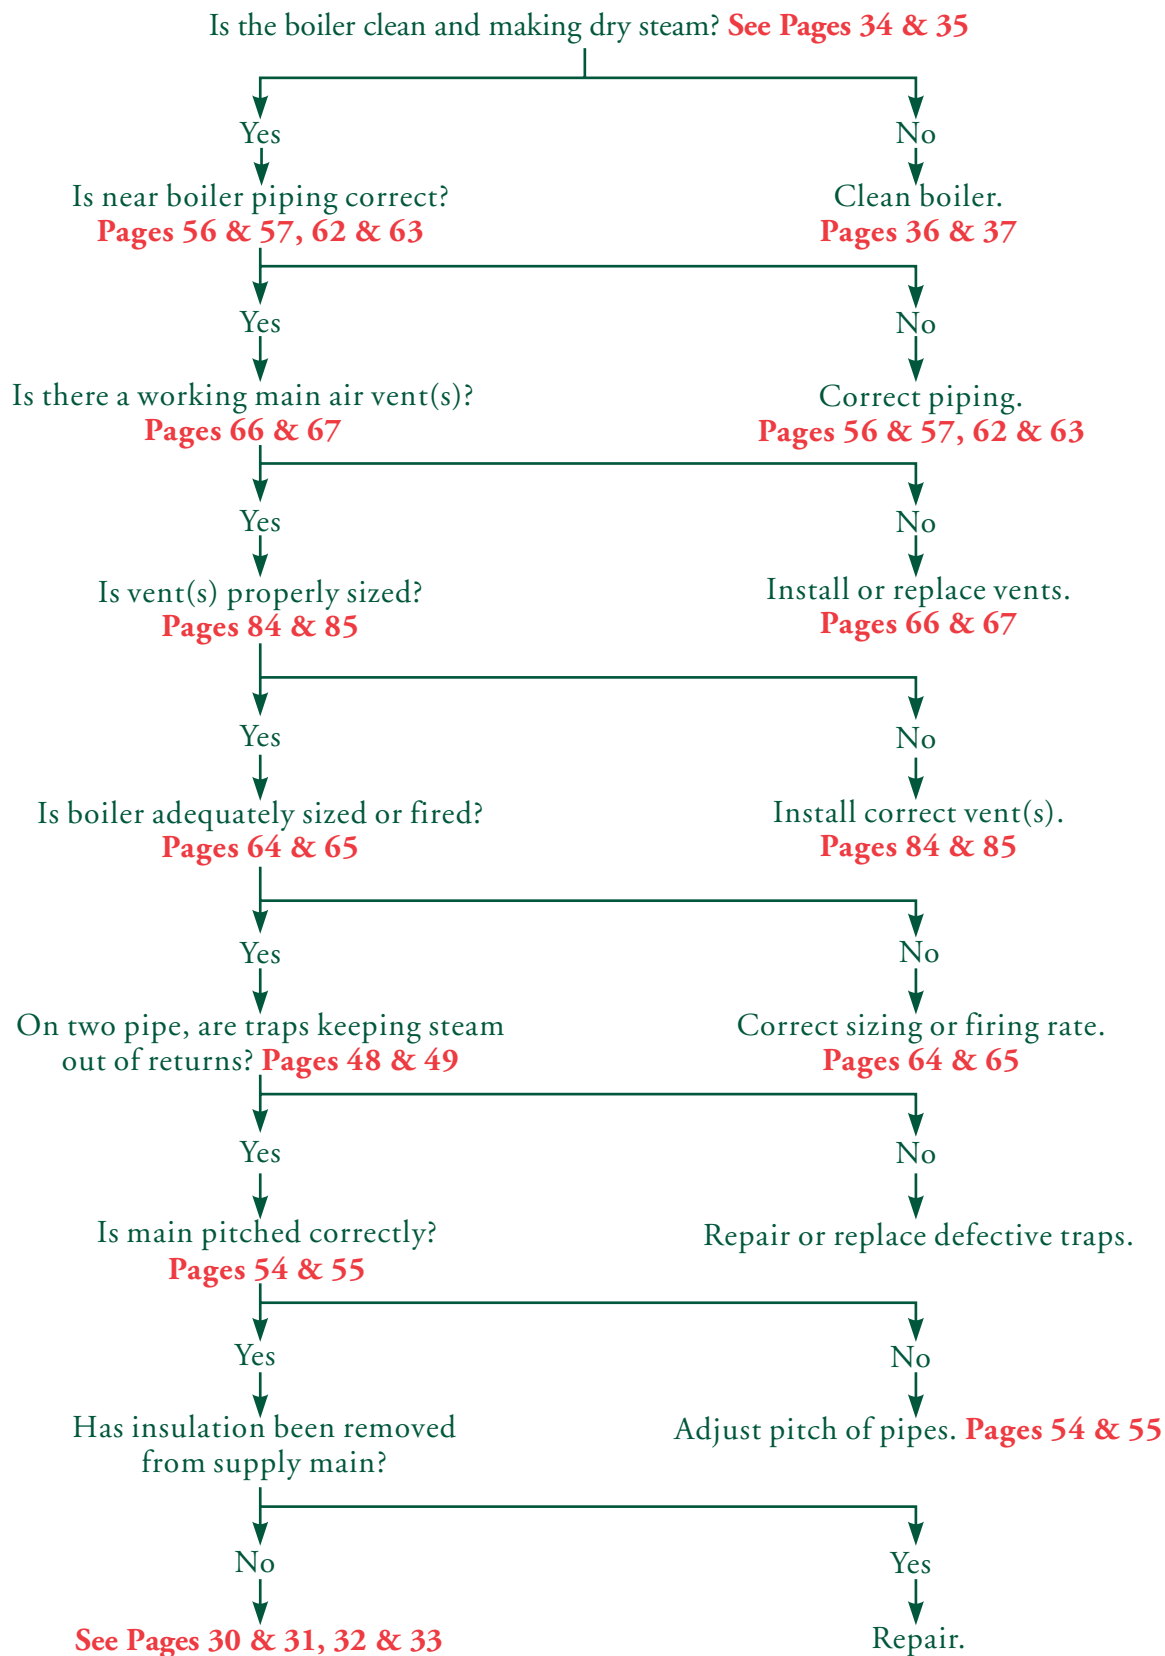 Is the boiler clean and making dry steam? See Pages 34 & 35
Yes
No
Is near boiler piping correct?
Pages 56 & 57, 62 & 63
Clean boiler.
Pages 36 & 37
Yes
No
Is there a working main air vent(s)?
Pages 66 & 67
Correct piping.
Pages 56 & 57, 62 & 63
Yes
No
Is vent(s) properly sized?
Pages 84 & 85
Install or replace vents.
Pages 66 & 67
Yes
No
Is boiler adequately sized or fired?
Pages 64 & 65
Install correct vent(s).
Pages 84 & 85
Yes
No
On two pipe, are traps keeping steam
out of returns? Pages 48 & 49
Correct sizing or firing rate.
Pages 64 & 65
Yes
No
Is main pitched correctly?
Pages 54 & 55
Repair or replace defective traps.
Yes
No
Has insulation been removed
from supply main?
Adjust pitch of pipes. Pages 54 & 55
No
Yes
See Pages 30 & 31, 32 & 33
Repair.